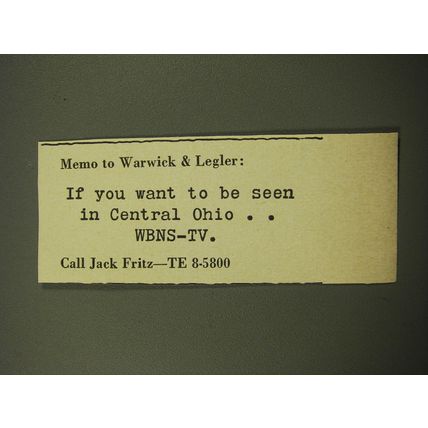 Memo to Warwick & Legler:
If you want to be seen
in Central Ohio . .
WBNS-TV.
Call Jack Fritz—TE 8-5800